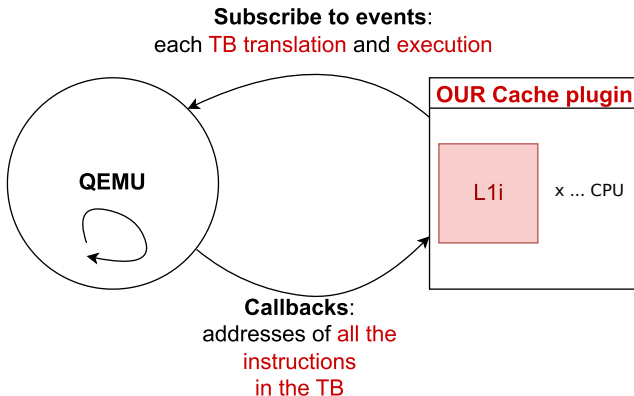 Subscribe to events:
each TB translation and execution
OUR Cache plugin
QEMU
L1i
x ... CPU
Callbacks:
addresses of all the
instructions
in the TB